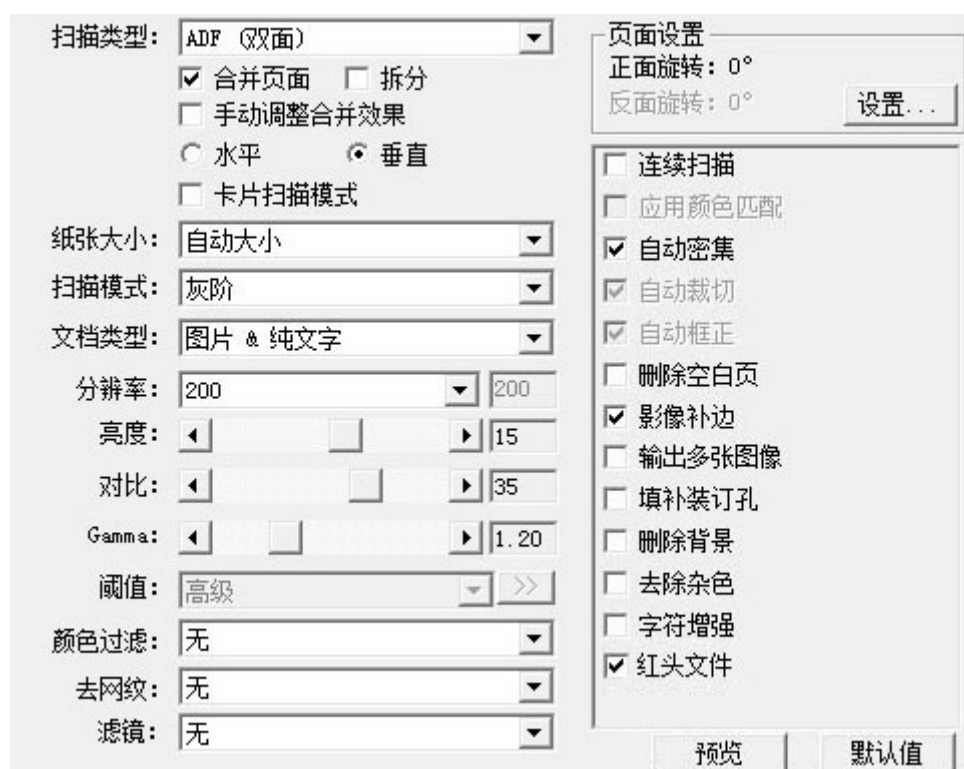 扫描类型: ADF (双面)
合并页面 拆分
手动调整合并效果
水平 垂直
卡片扫描模式
纸张大小: 自动大小
扫描模式: 灰阶
文档类型: 图片 & 纯文字
分辨率: 200 200
亮度: 15
对比: 35
Gamma: 1.20
阈值: 高级 >>
颜色过滤: 无
去网纹: 无
滤镜: 无
页面设置
正面旋转: 0°
反面旋转: 0° 设置...
连续扫描
应用颜色匹配
自动密集
自动裁切
自动框正
删除空白页
影像补边
输出多张图像
填补装订孔
删除背景
去除杂色
字符增强
红头文件
预览 默认值